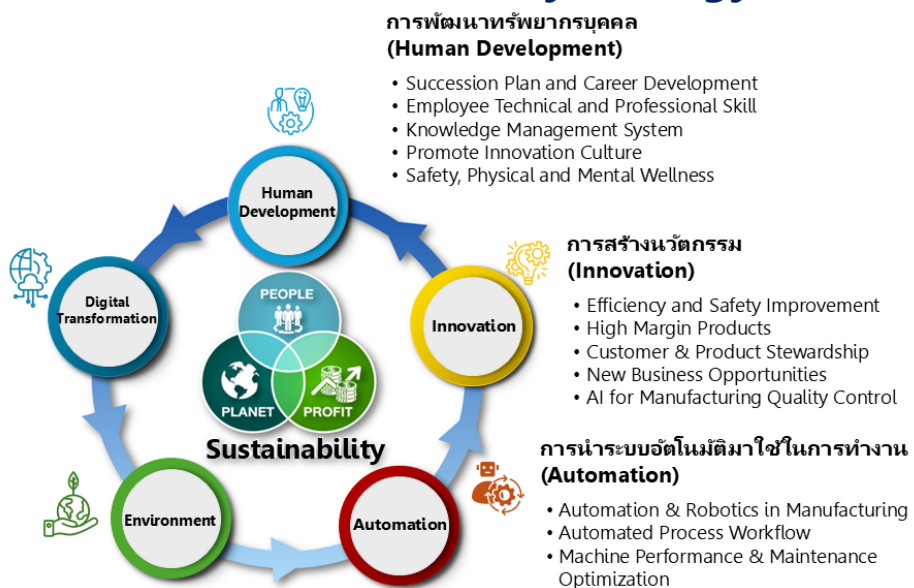 การพัฒนาทรัพยากรบุคคล
(Human Development)
• Succession Plan and Career Development
• Employee Technical and Professional Skill
• Knowledge Management System
• Promote Innovation Culture
• Safety, Physical and Mental Wellness
Human
Development
การสร้างนวัตกรรม
(Innovation)
• Efficiency and Safety Improvement
• High Margin Products
• Customer & Product Stewardship
• New Business Opportunities
• AI for Manufacturing Quality Control
Digital
Transformation
PEOPLE
Innovation
PLANET
PROFIT
Sustainability
การนำระบบอัตโนมัติมาใช้ในการทำงาน
(Automation)
• Automation & Robotics in Manufacturing
• Automated Process Workflow
• Machine Performance & Maintenance
Optimization
Environment
Automation